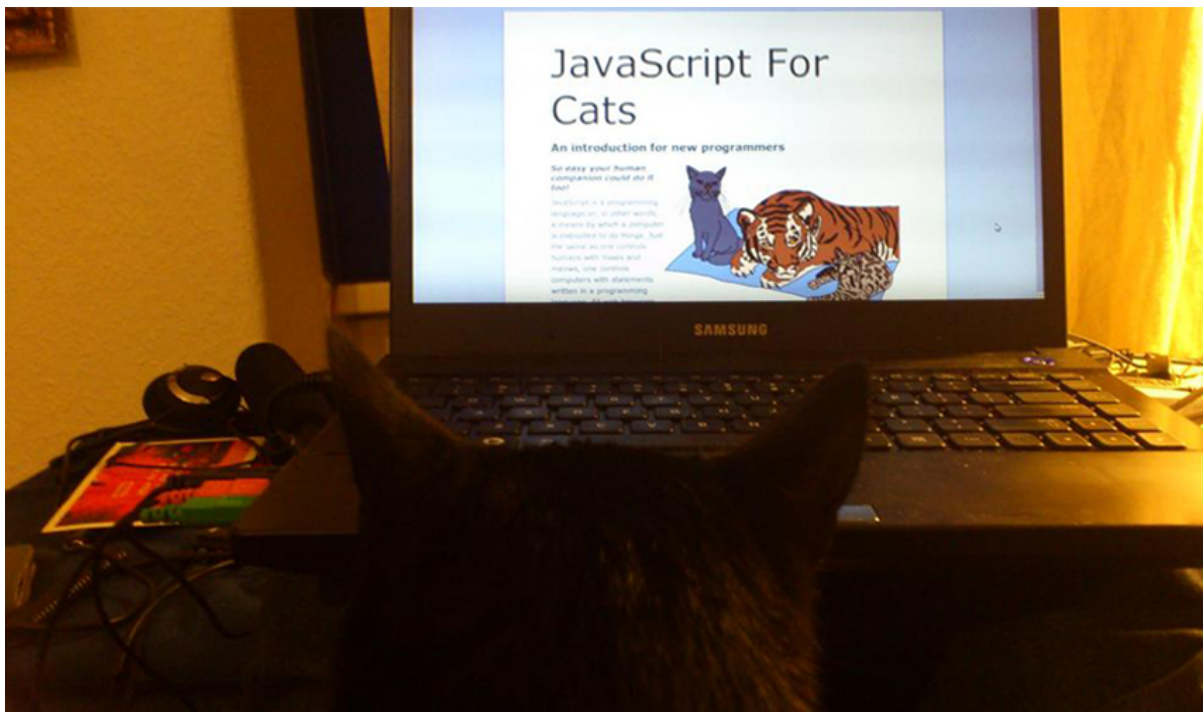 JavaScript For
Cats
An introduction for new programmers
So easy your human
companion could do it
too!
JavaScript is a programming
language or, in other words,
a means by which a computer
is instructed to do things. Just
the same as one controls
humans with hisses and
meows, one controls
computers with statements
written in a programming
SAMSUNG